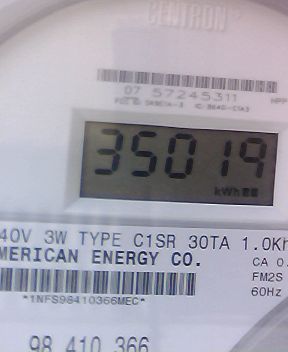 CENTRON
07 57245311
35019
kWh
40V 3W TYPE C1SR 30TA 1.0Kh
MERICAN ENERGY CO.
CA 0.
FM2S
60Hz
*1NFS98410366MEC*
98 410 366